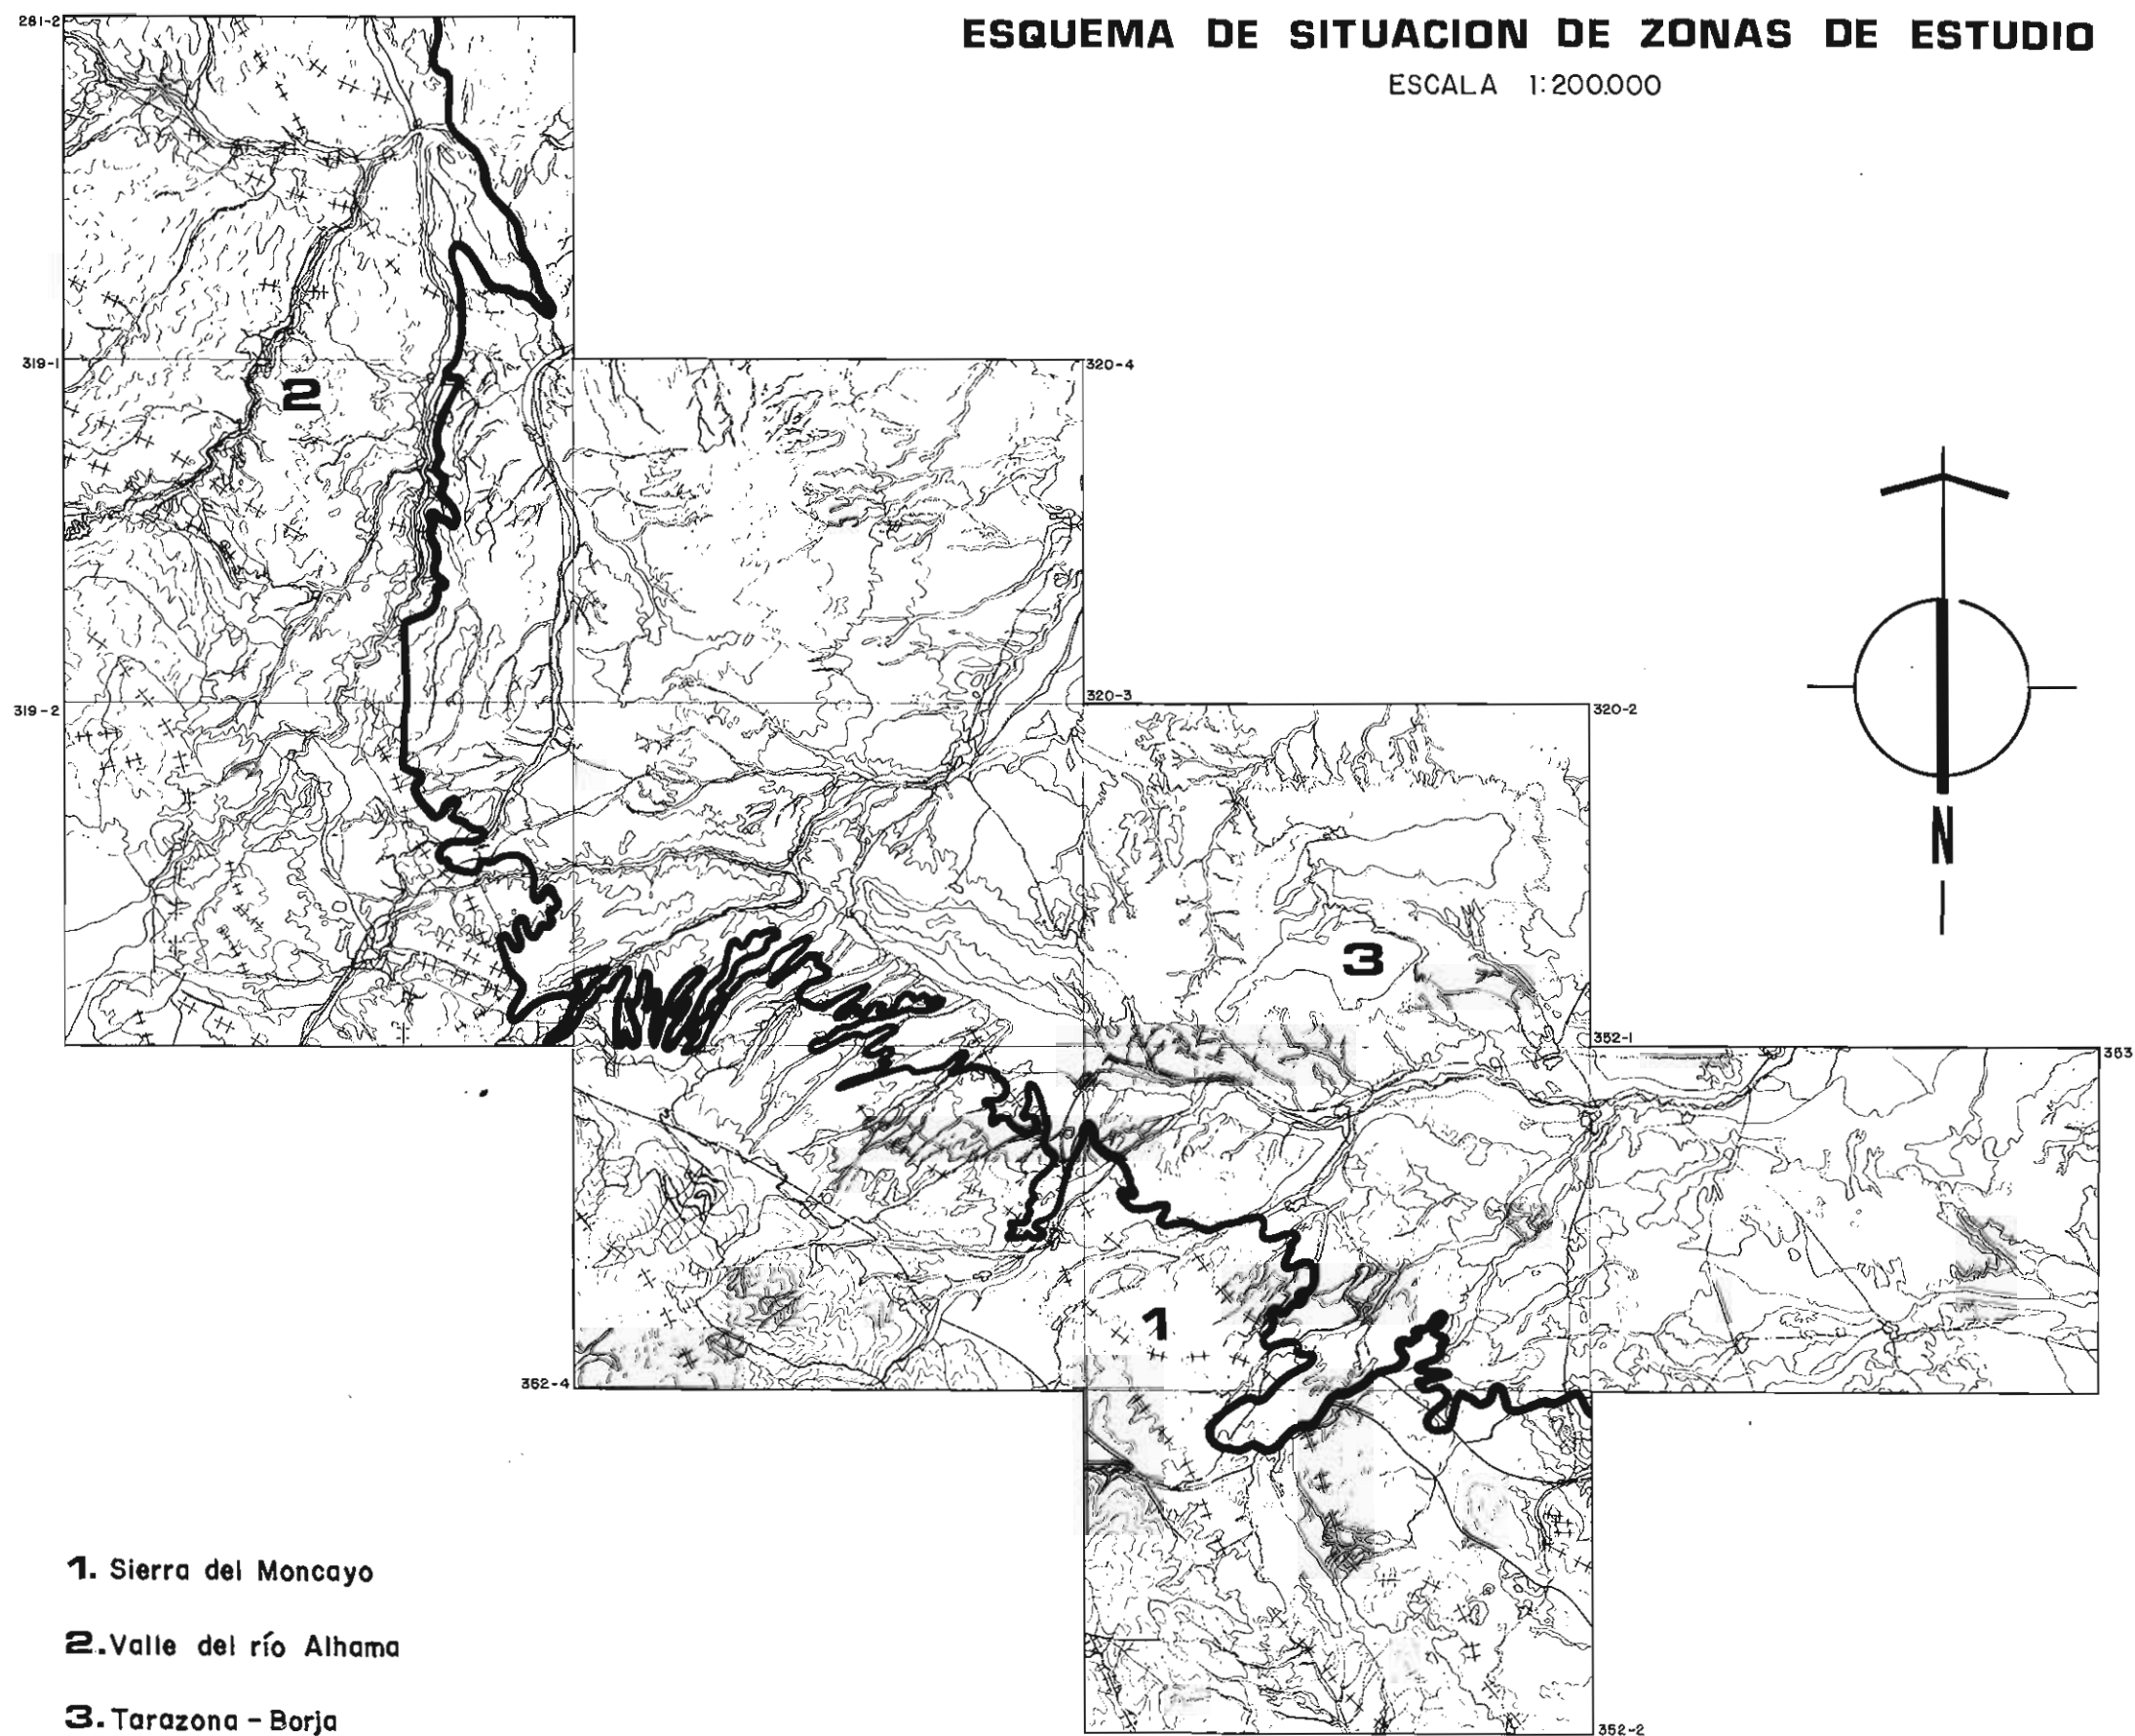 ESQUEMA DE SITUACION DE ZONAS DE ESTUDIO
ESCALA 1:200.000
281-2
319-1
2
320-4
319-2
320-3
320-2
N
3
352-1
353
1
352-4
352-2
1. Sierra del Moncayo
2. Valle del río Alhama
3. Tarazona - Borja